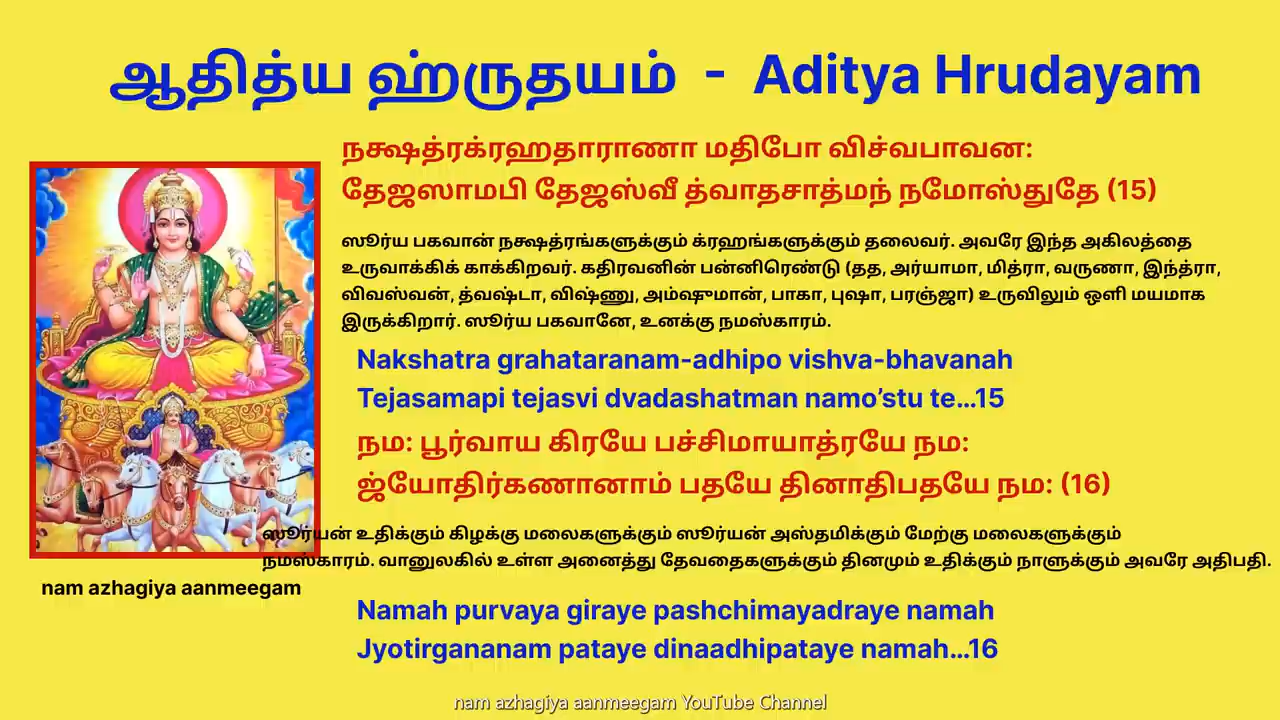 ஆதித்ய ஹ்ருதயம் - Aditya Hrudayam
நக்ஷத்ரக்ரஹதாராணா மதிபோ விச்வபாவன:
தேஜஸாமபி தேஜஸ்வீ த்வாதசாத்மந் நமோஸ்துதே (15)
ஸூர்ய பகவான் நக்ஷத்ரங்களுக்கும் க்ரஹங்களுக்கும் தலைவர். அவரே இந்த அகிலத்தை
உருவாக்கிக் காக்கிறவர். கதிரவனின் பன்னிரெண்டு (தத, அர்யாமா, மித்ரா, வருணா, இந்த்ரா,
விவஸ்வன், த்வஷ்டா, விஷ்ணு, அம்ஷுமான், பாகா, புஷா, பரஞ்ஜா) உருவிலும் ஒளி மயமாக
இருக்கிறார். ஸூர்ய பகவானே, உனக்கு நமஸ்காரம்.
Nakshatra grahataranam-adhipo vishva-bhavanah
Tejasamapi tejasvi dvadashatman namo’stu te...15
நம: பூர்வாய கிரயே பச்சிமாயாத்ரயே நம:
ஜ்யோதிர்கணானாம் பதயே தினாதிபதயே நம: (16)
ஸூர்யன் உதிக்கும் கிழக்கு மலைகளுக்கும் ஸூர்யன் அஸ்தமிக்கும் மேற்கு மலைகளுக்கும்
நமஸ்காரம். வானுலகில் உள்ள அனைத்து தேவதைகளுக்கும் தினமும் உதிக்கும் நாளுக்கும் அவரே அதிபதி.
nam azhagiya aanmeegam
Namah purvaya giraye pashchimayadraye namah
Jyotirgananam pataye dinaadhipataye namah...16
nam azhagiya aanmeegam YouTube Channel